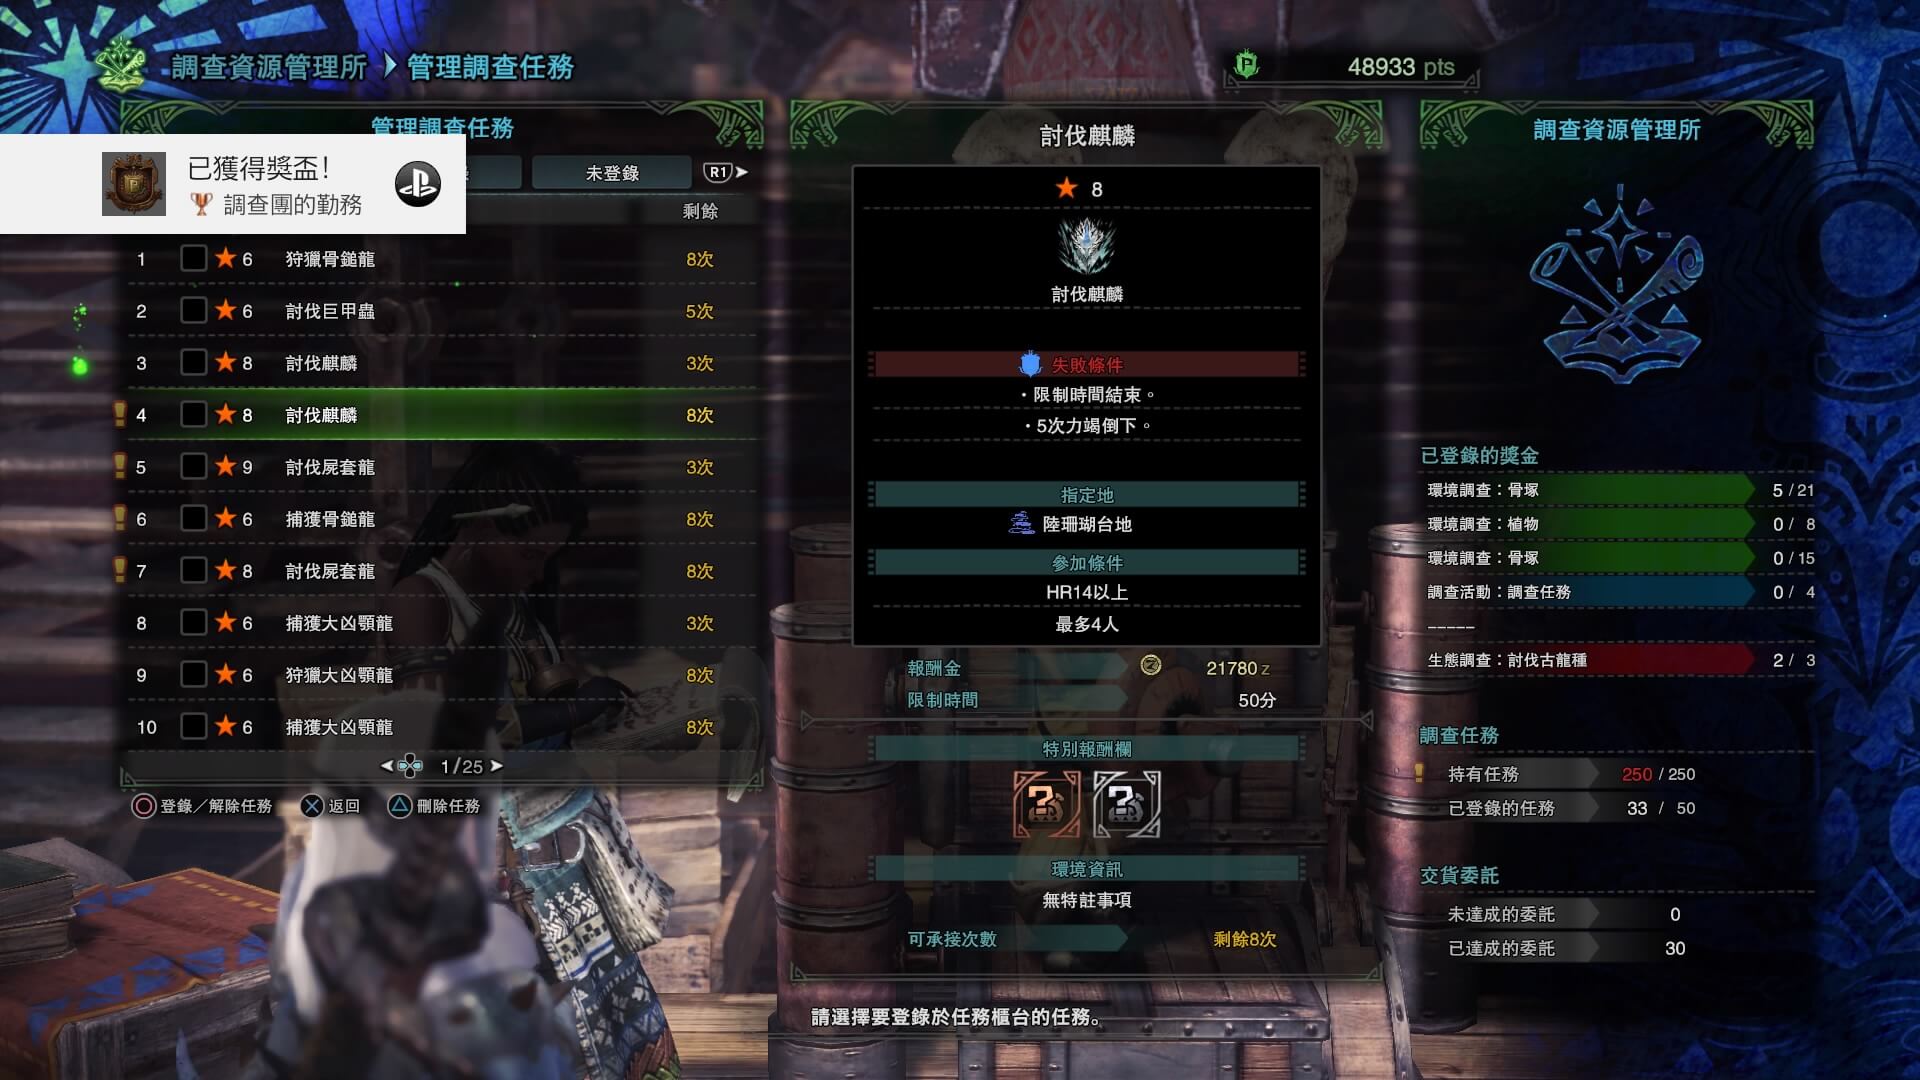 調查資源管理所 管理調查任務
P 48933 pts
管理調查任務
已獲得獎盃!
調查團的勤務
未登錄 R1
剩餘
1 6 狩獵骨鎚龍 8次
2 6 討伐巨甲蟲 5次
3 8 討伐麒麟 3次
4 8 討伐麒麟 8次
5 9 討伐屍套龍 3次
6 6 捕獲骨鎚龍 8次
7 8 討伐屍套龍 8次
8 6 捕獲大凶顎龍 3次
9 6 狩獵大凶顎龍 8次
10 6 捕獲大凶顎龍 8次
1/25
登錄／解除任務 返回 刪除任務
討伐麒麟
8
討伐麒麟
失敗條件
・限制時間結束。
・5次力竭倒下。
指定地
陸珊瑚台地
參加條件
HR14以上
最多4人
報酬金 21780z
限制時間 50分
特別報酬欄
? ?
環境資訊
無特註事項
可承接次數 剩餘8次
請選擇要登錄於任務櫃台的任務。
調查資源管理所
已登錄的獎金
環境調查：骨塚 5/21
環境調查：植物 0/ 8
環境調查：骨塚 0/15
調查活動：調查任務 0/ 4
-----
生態調查：討伐古龍種 2/ 3
調查任務
持有任務 250 / 250
已登錄的任務 33 / 50
交貨委託
未達成的委託 0
已達成的委託 30